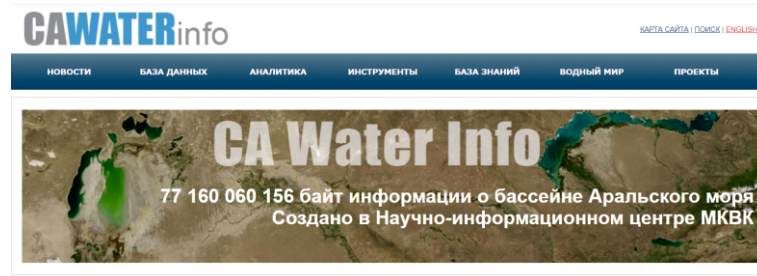 CAWATERinfo
КАРТА САЙТА | ПОИСК | ENGLISH
НОВОСТИ БАЗА ДАННЫХ АНАЛИТИКА ИНСТРУМЕНТЫ БАЗА ЗНАНИЙ ВОДНЫЙ МИР ПРОЕКТЫ
CA Water Info
77 160 060 156 байт информации о бассейне Аральского моря
Создано в Научно-информационном центре МКВК